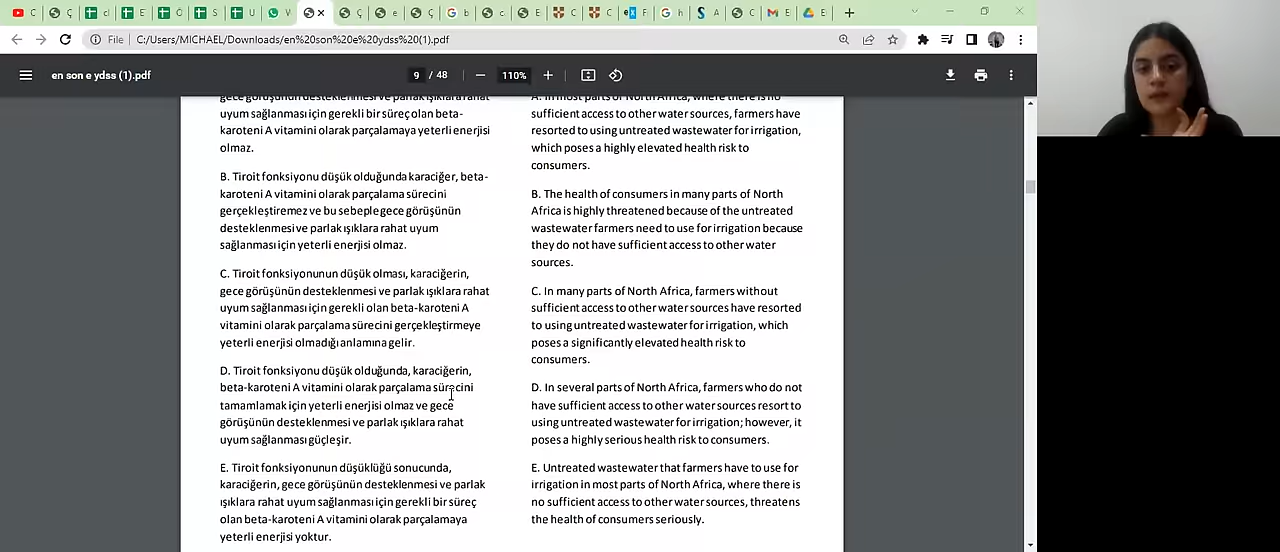 C
Ç
cl
E
Ö
S
U
V
Ç
e
Ç
b
c
E
C
C
F
h
A
C
E
E
File
C:/Users/MICHAEL/Downloads/en%20son%20e%20ydss%20(1).pdf
en son e ydss (1).pdf
9 / 48
110%
gece görüşünün desteklenmesi ve parlak ışıklara rahat
uyum sağlanması için gerekli bir süreç olan beta-
karoteni A vitamini olarak parçalamaya yeterli enerjisi
olmaz.
B. Tiroit fonksiyonu düşük olduğunda karaciğer, beta-
karoteni A vitamini olarak parçalama sürecini
gerçekleştiremez ve bu sebeple gece görüşünün
desteklenmesi ve parlak ışıklara rahat uyum
sağlanması için yeterli enerjisi olmaz.
C. Tiroit fonksiyonunun düşük olması, karaciğerin,
gece görüşünün desteklenmesi ve parlak ışıklara rahat
uyum sağlanması için gerekli olan beta-karoteni A
vitamini olarak parçalama sürecini gerçekleştirmeye
yeterli enerjisi olmadığı anlamına gelir.
D. Tiroit fonksiyonu düşük olduğunda, karaciğerin,
beta-karoteni A vitamini olarak parçalama sürecini
tamamlamak için yeterli enerjisi olmaz ve gece
görüşünün desteklenmesi ve parlak ışıklara rahat
uyum sağlanması güçleşir.
E. Tiroit fonksiyonunun düşüklüğü sonucunda,
karaciğerin, gece görüşünün desteklenmesi ve parlak
ışıklara rahat uyum sağlanması için gerekli bir süreç
olan beta-karoteni A vitamini olarak parçalamaya
yeterli enerjisi yoktur.
A. In most parts of North Africa, where there is no
sufficient access to other water sources, farmers have
resorted to using untreated wastewater for irrigation,
which poses a highly elevated health risk to
consumers.
B. The health of consumers in many parts of North
Africa is highly threatened because of the untreated
wastewater farmers need to use for irrigation because
they do not have sufficient access to other water
sources.
C. In many parts of North Africa, farmers without
sufficient access to other water sources have resorted
to using untreated wastewater for irrigation, which
poses a significantly elevated health risk to
consumers.
D. In several parts of North Africa, farmers who do not
have sufficient access to other water sources resort to
using untreated wastewater for irrigation; however, it
poses a highly serious health risk to consumers.
E. Untreated wastewater that farmers have to use for
irrigation in most parts of North Africa, where there is
no sufficient access to other water sources, threatens
the health of consumers seriously.